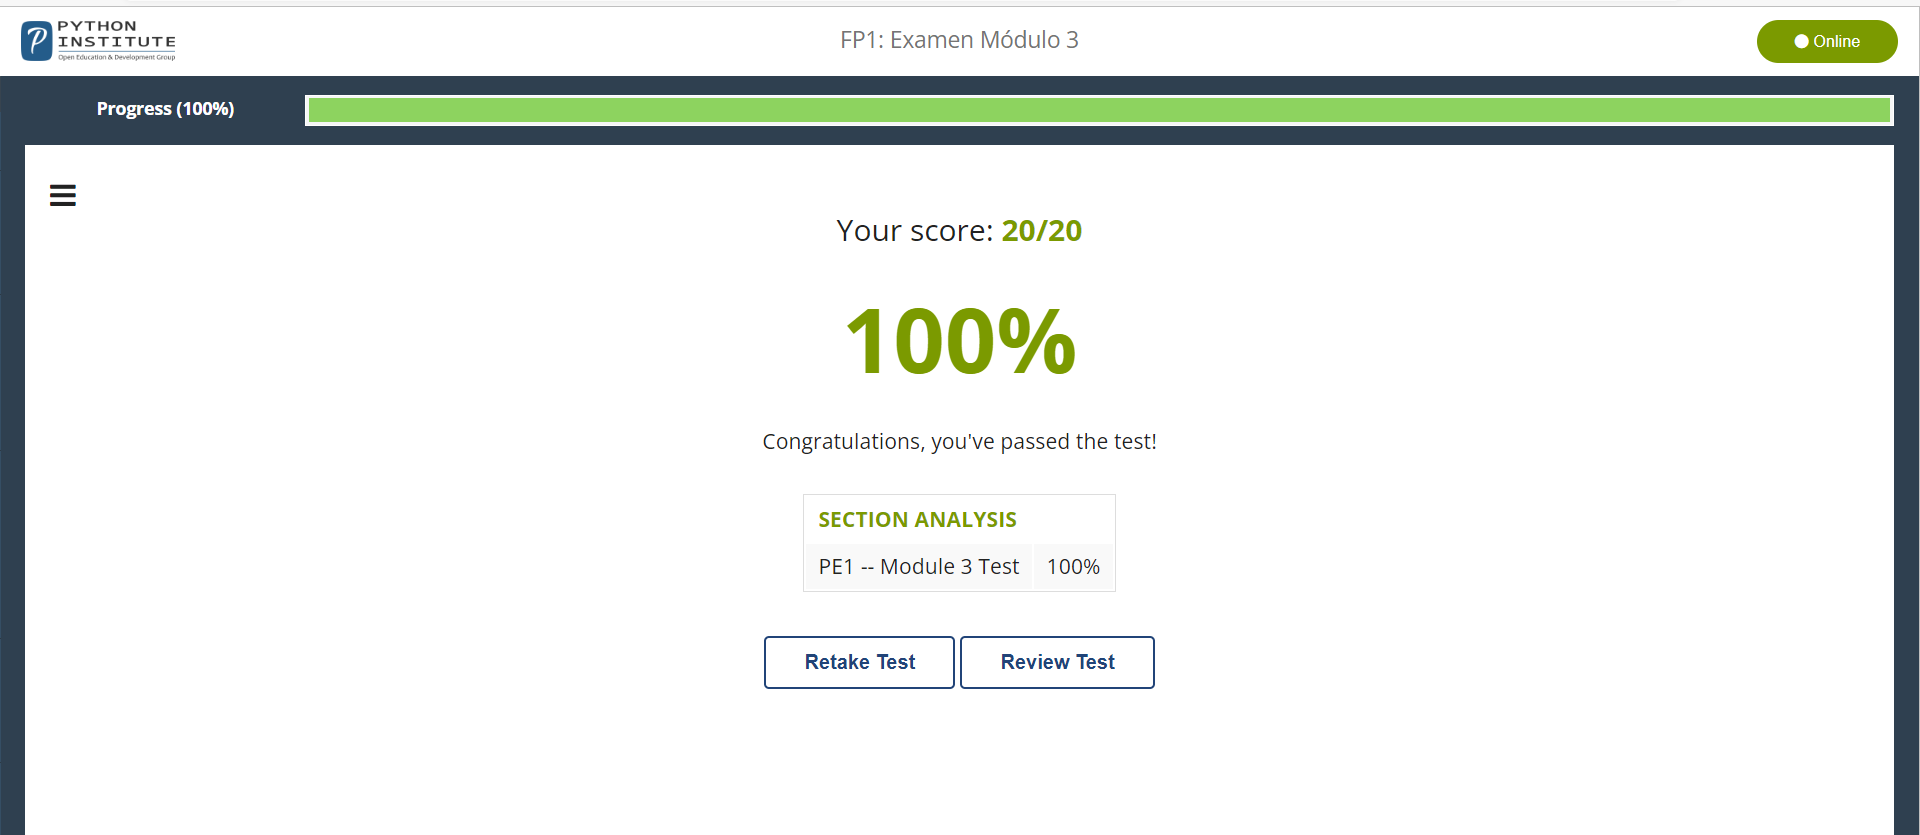 PYTHON
INSTITUTE
Open Education & Development Group
FP1: Examen Módulo 3
Online
Progress (100%)
Your score: 20/20
100%
Congratulations, you've passed the test!
SECTION ANALYSIS
PE1 -- Module 3 Test 100%
Retake Test Review Test